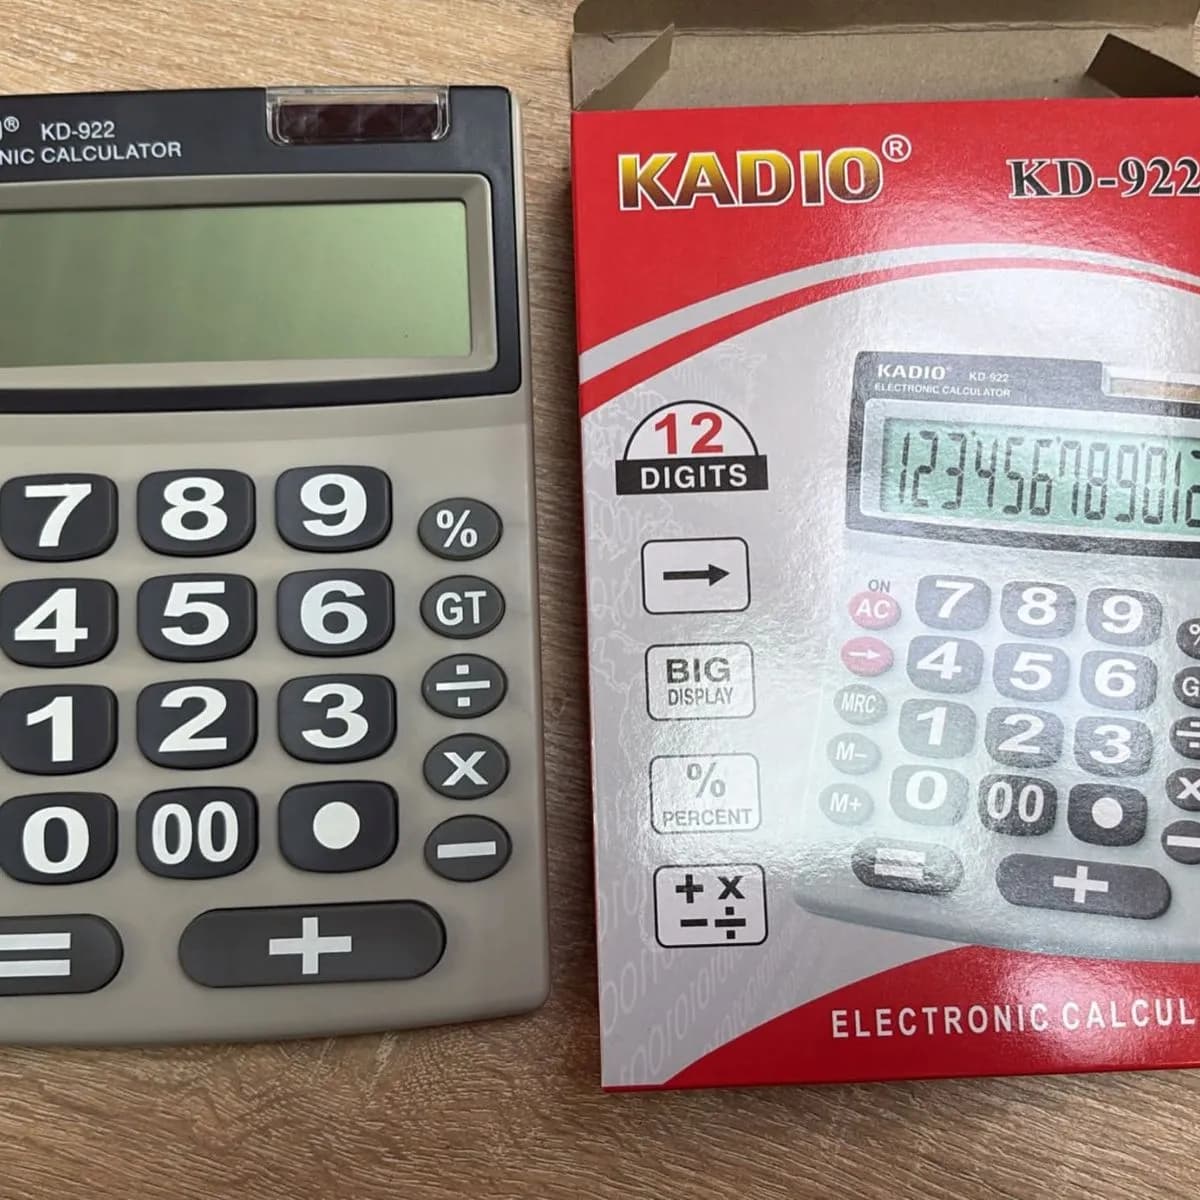 ® KD-922
NIC CALCULATOR
7 8 9 %
4 5 6 GT
÷
1 2 3
X
0 00 •
−
= +
KADIO® KD-922
12
DIGITS
→
BIG
DISPLAY
%
PERCENT
+ X
− ÷
KADIO® KD-922
ELECTRONIC CALCULATOR
123456789012
ON
AC 7 8 9
→ 4 5 6
MRC 1 2 3 ÷
M− 0 00 • X
M+ −
= +
ELECTRONIC CALCUL